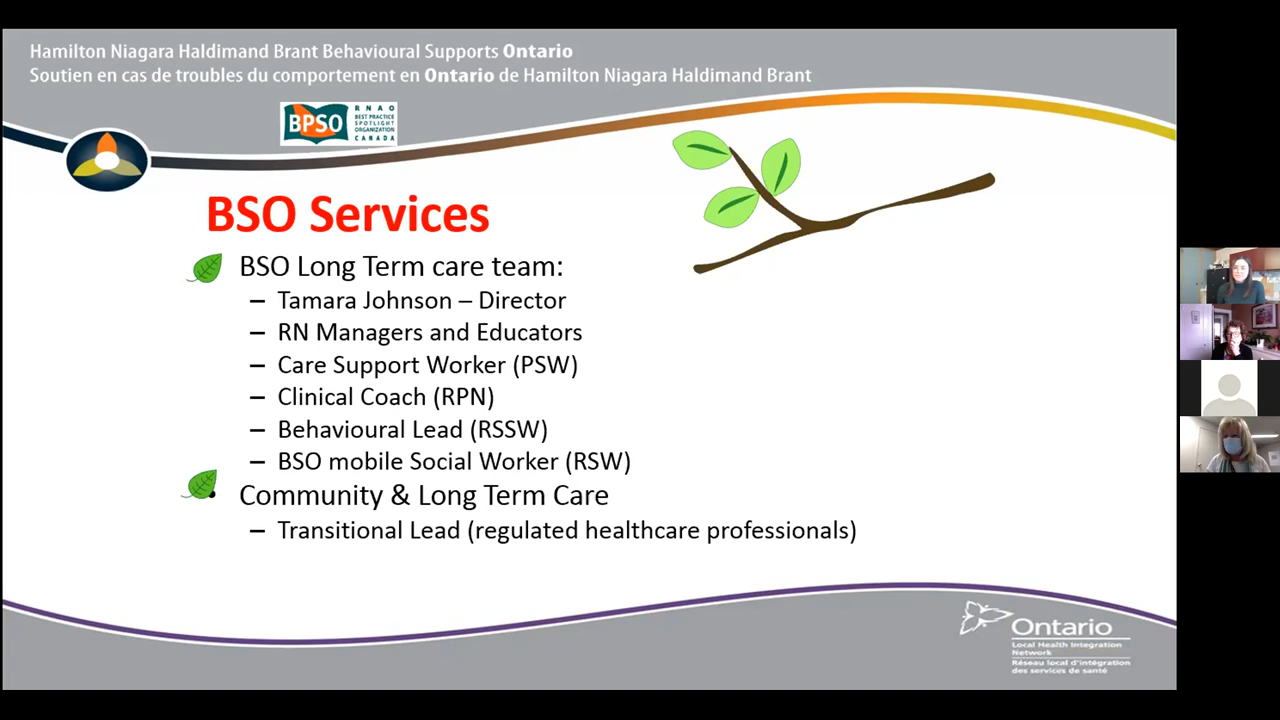 Hamilton Niagara Haldimand Brant Behavioural Supports Ontario
Soutien en cas de troubles du comportement en Ontario de Hamilton Niagara Haldimand Brant
BPSO
RNAO
BEST PRACTICE
SPOTLIGHT
ORGANIZATION
CANADA
BSO Services
BSO Long Term care team:
– Tamara Johnson – Director
– RN Managers and Educators
– Care Support Worker (PSW)
– Clinical Coach (RPN)
– Behavioural Lead (RSSW)
– BSO mobile Social Worker (RSW)
• Community & Long Term Care
– Transitional Lead (regulated healthcare professionals)
Ontario
Local Health Integration
Network
Réseau local d'intégration
des services de santé